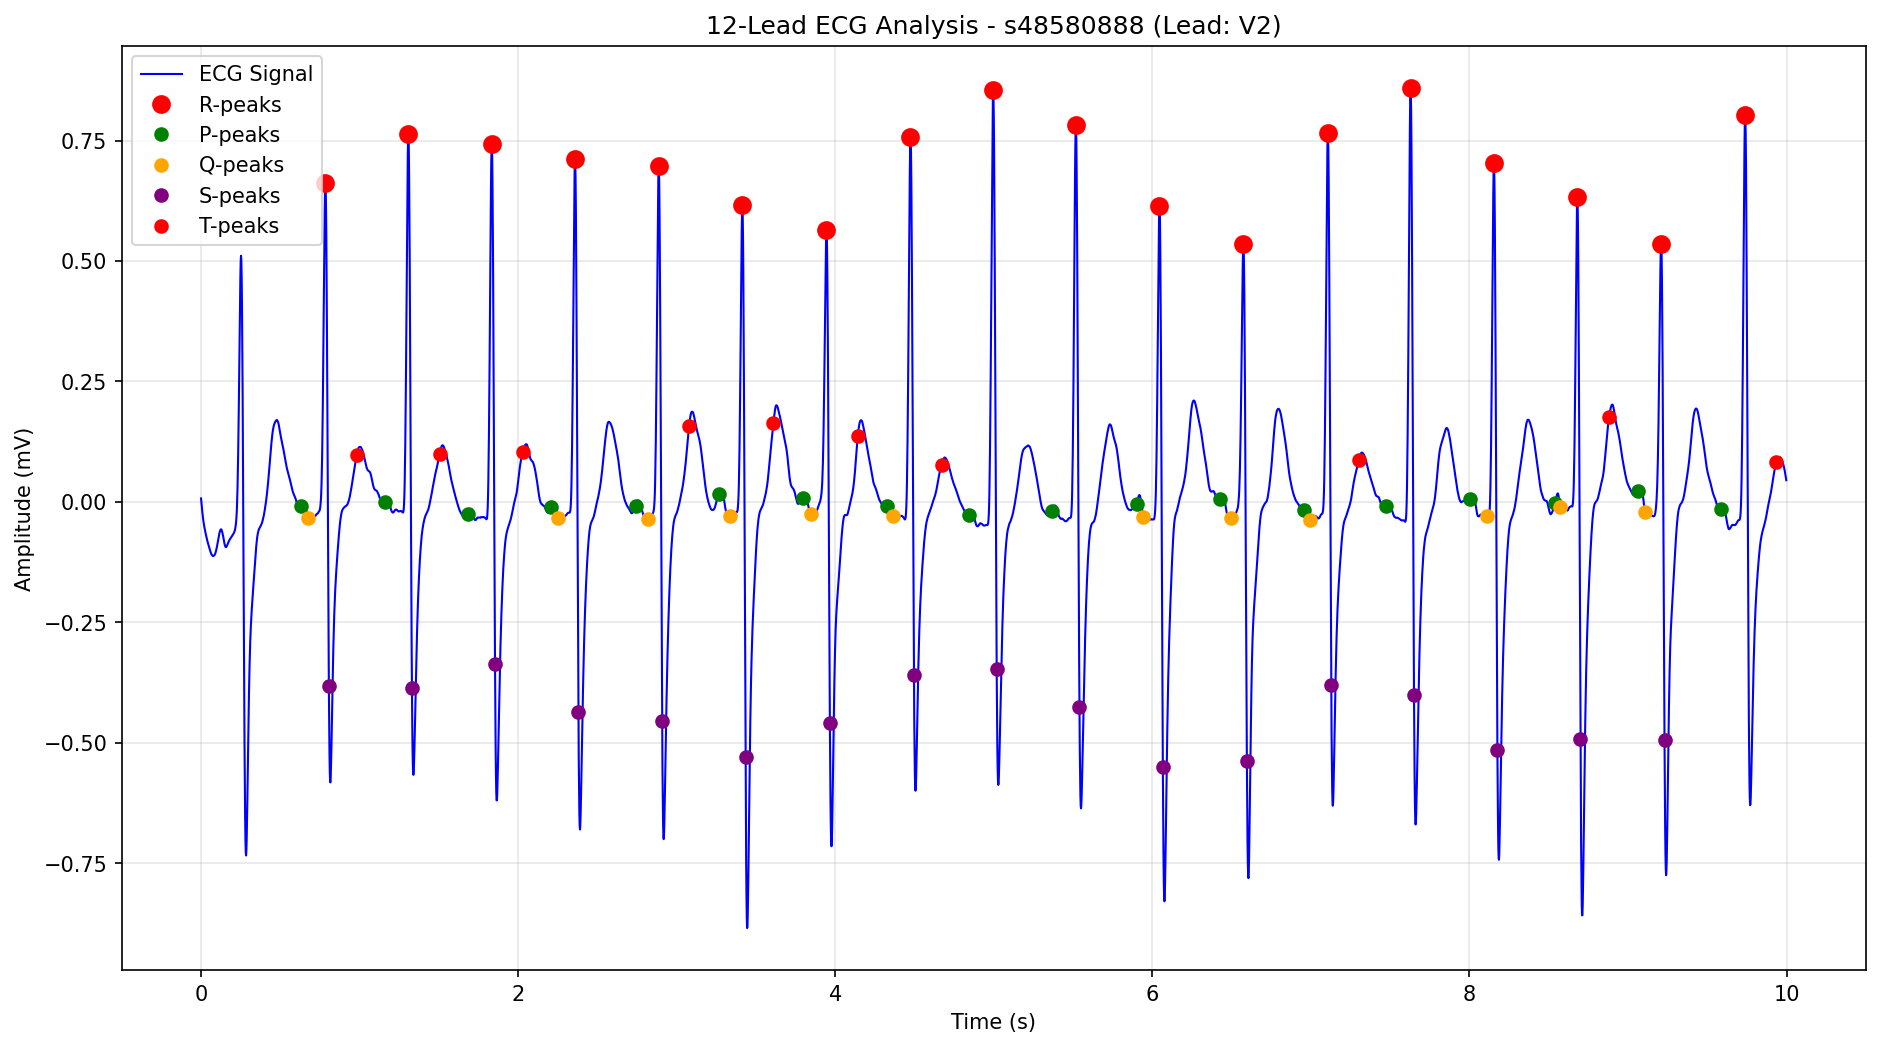 12-Lead ECG Analysis - s48580888 (Lead: V2)
ECG Signal
R-peaks
P-peaks
Q-peaks
S-peaks
T-peaks
0.75
0.50
0.25
0.00
−0.25
−0.50
−0.75
Amplitude (mV)
0 2 4 6 8 10
Time (s)